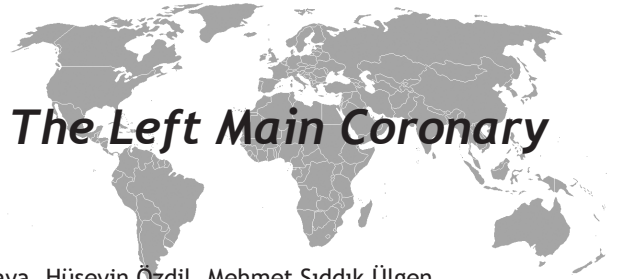 The Left Main Coronary
Hüseyin Özdil, Mehmet Sıddık Ülgen